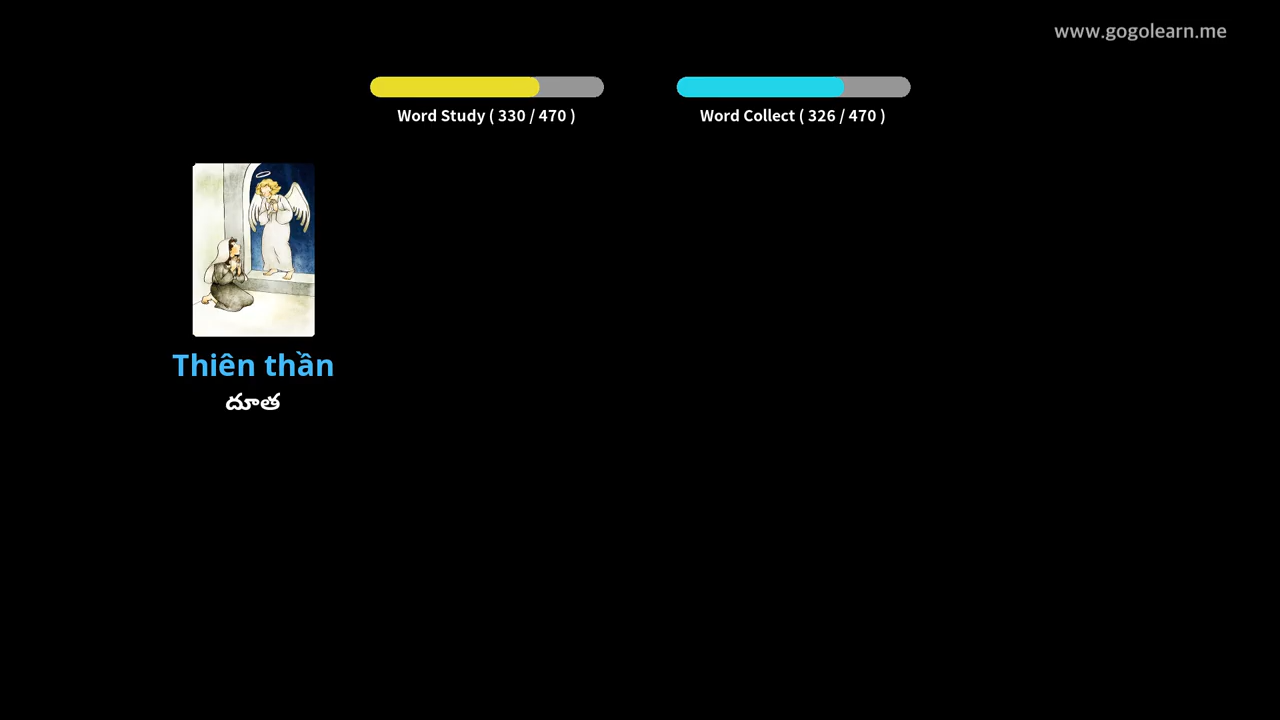 www.gogolearn.me
Word Study ( 330 / 470 )
Word Collect ( 326 / 470 )
Thiên thần
దూత